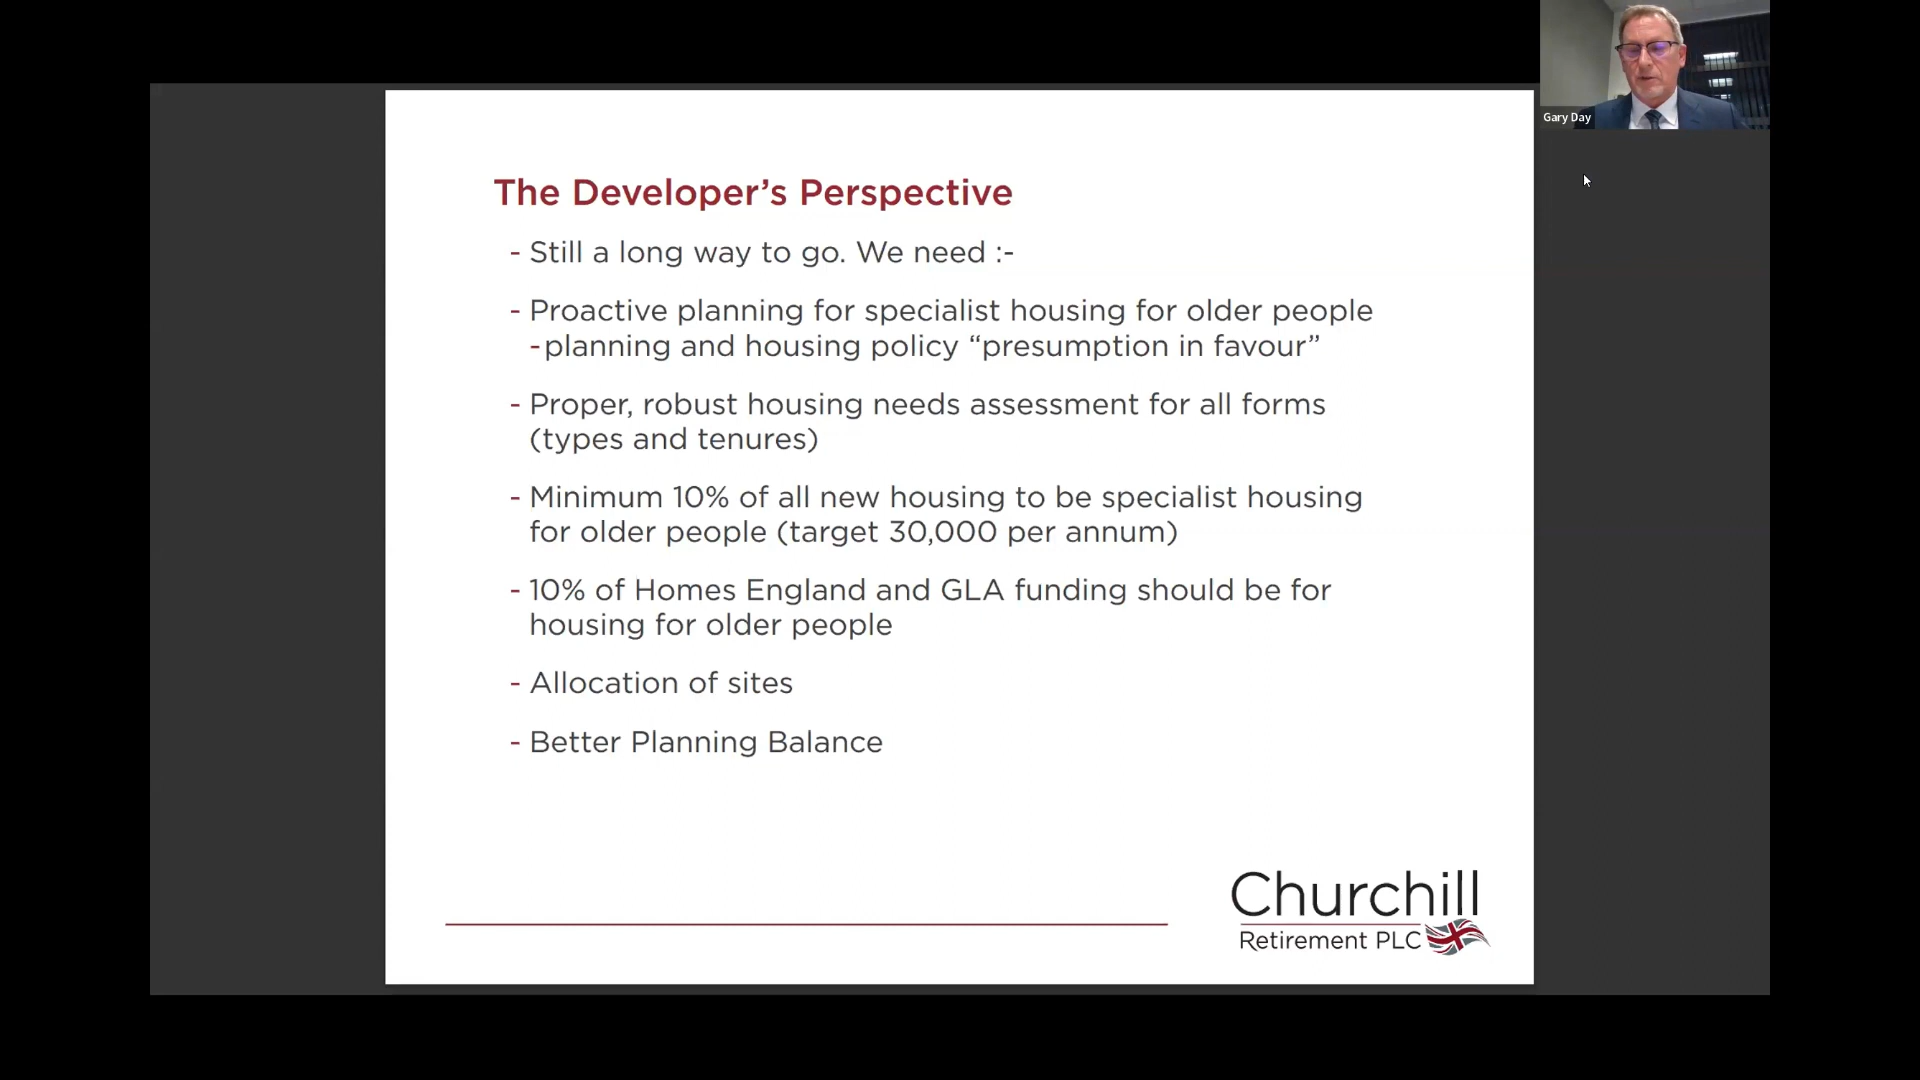 Gary Day
The Developer’s Perspective
- Still a long way to go. We need :-
- Proactive planning for specialist housing for older people
-planning and housing policy “presumption in favour”
- Proper, robust housing needs assessment for all forms
(types and tenures)
- Minimum 10% of all new housing to be specialist housing
for older people (target 30,000 per annum)
- 10% of Homes England and GLA funding should be for
housing for older people
- Allocation of sites
- Better Planning Balance
Churchill
Retirement PLC